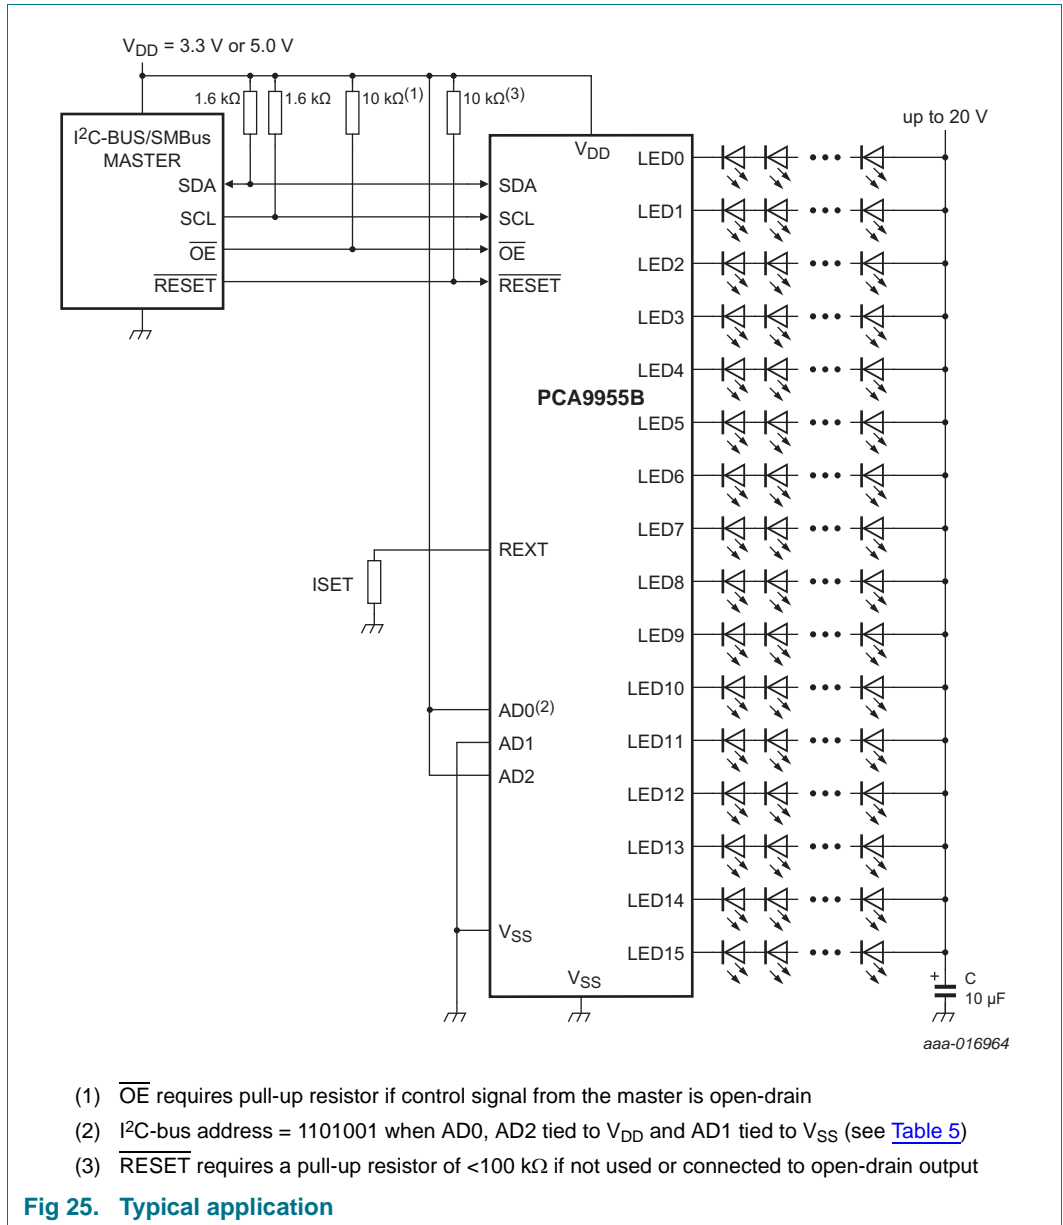 V_DD = 3.3 V or 5.0 V
1.6 kΩ 1.6 kΩ 10 kΩ(1) 10 kΩ(3)
up to 20 V
I2C-BUS/SMBus
MASTER
SDA
SCL
OE
RESET
VDD
SDA
SCL
OE
RESET
PCA9955B
REXT
ISET
AD0(2)
AD1
AD2
VSS
VSS
LED0
LED1
LED2
LED3
LED4
LED5
LED6
LED7
LED8
LED9
LED10
LED11
LED12
LED13
LED14
LED15
+ C
10 µF
aaa-016964
(1) OE requires pull-up resistor if control signal from the master is open-drain
(2) I2C-bus address = 1101001 when AD0, AD2 tied to VDD and AD1 tied to VSS (see Table 5)
(3) RESET requires a pull-up resistor of <100 kΩ if not used or connected to open-drain output
Fig 25. Typical application